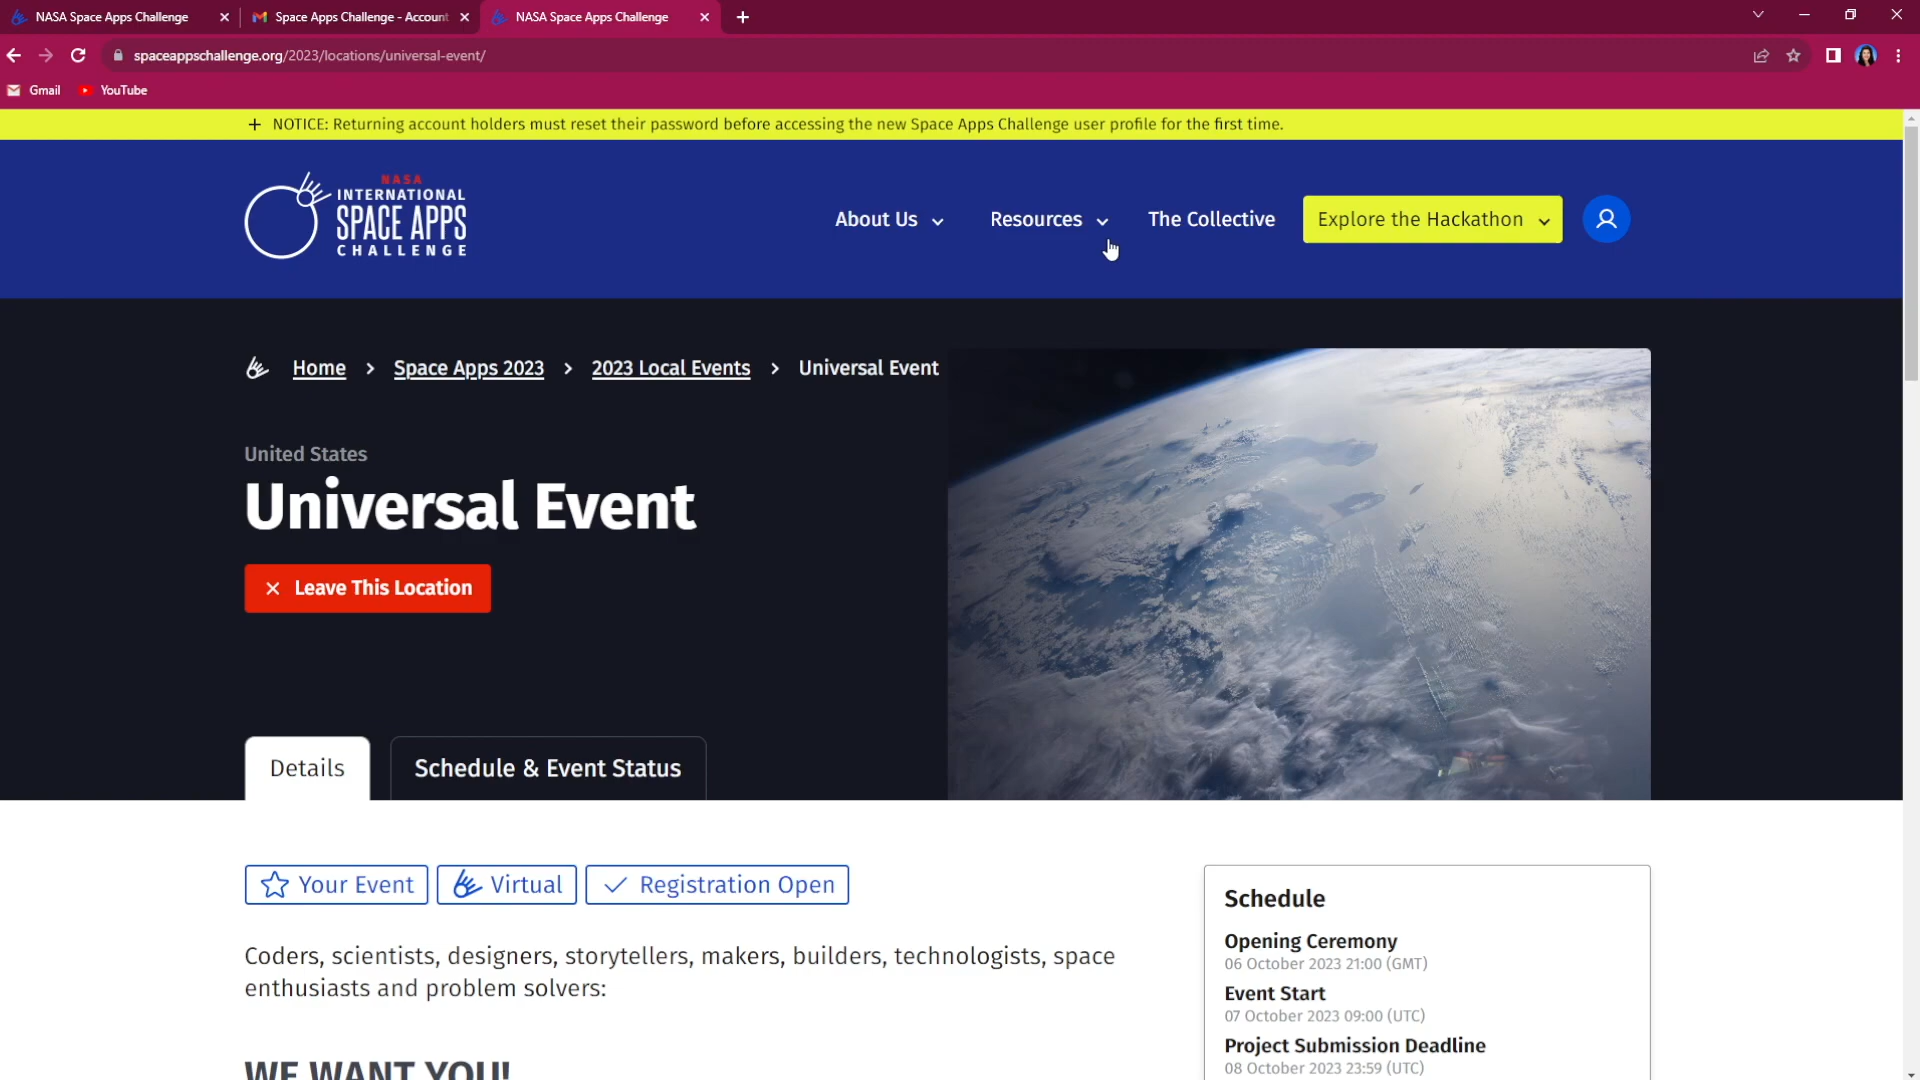 NASA Space Apps Challenge
Space Apps Challenge - Account
NASA Space Apps Challenge
spaceappschallenge.org/2023/locations/universal-event/
Gmail
YouTube
+ NOTICE: Returning account holders must reset their password before accessing the new Space Apps Challenge user profile for the first time.
NASA
INTERNATIONAL
SPACE APPS
CHALLENGE
About Us
Resources
The Collective
Explore the Hackathon
Home > Space Apps 2023 > 2023 Local Events > Universal Event
United States
Universal Event
× Leave This Location
Details
Schedule & Event Status
Your Event
Virtual
Registration Open
Coders, scientists, designers, storytellers, makers, builders, technologists, space
enthusiasts and problem solvers:
WE WANT YOU!
Schedule
Opening Ceremony
06 October 2023 21:00 (GMT)
Event Start
07 October 2023 09:00 (UTC)
Project Submission Deadline
08 October 2023 23:59 (UTC)